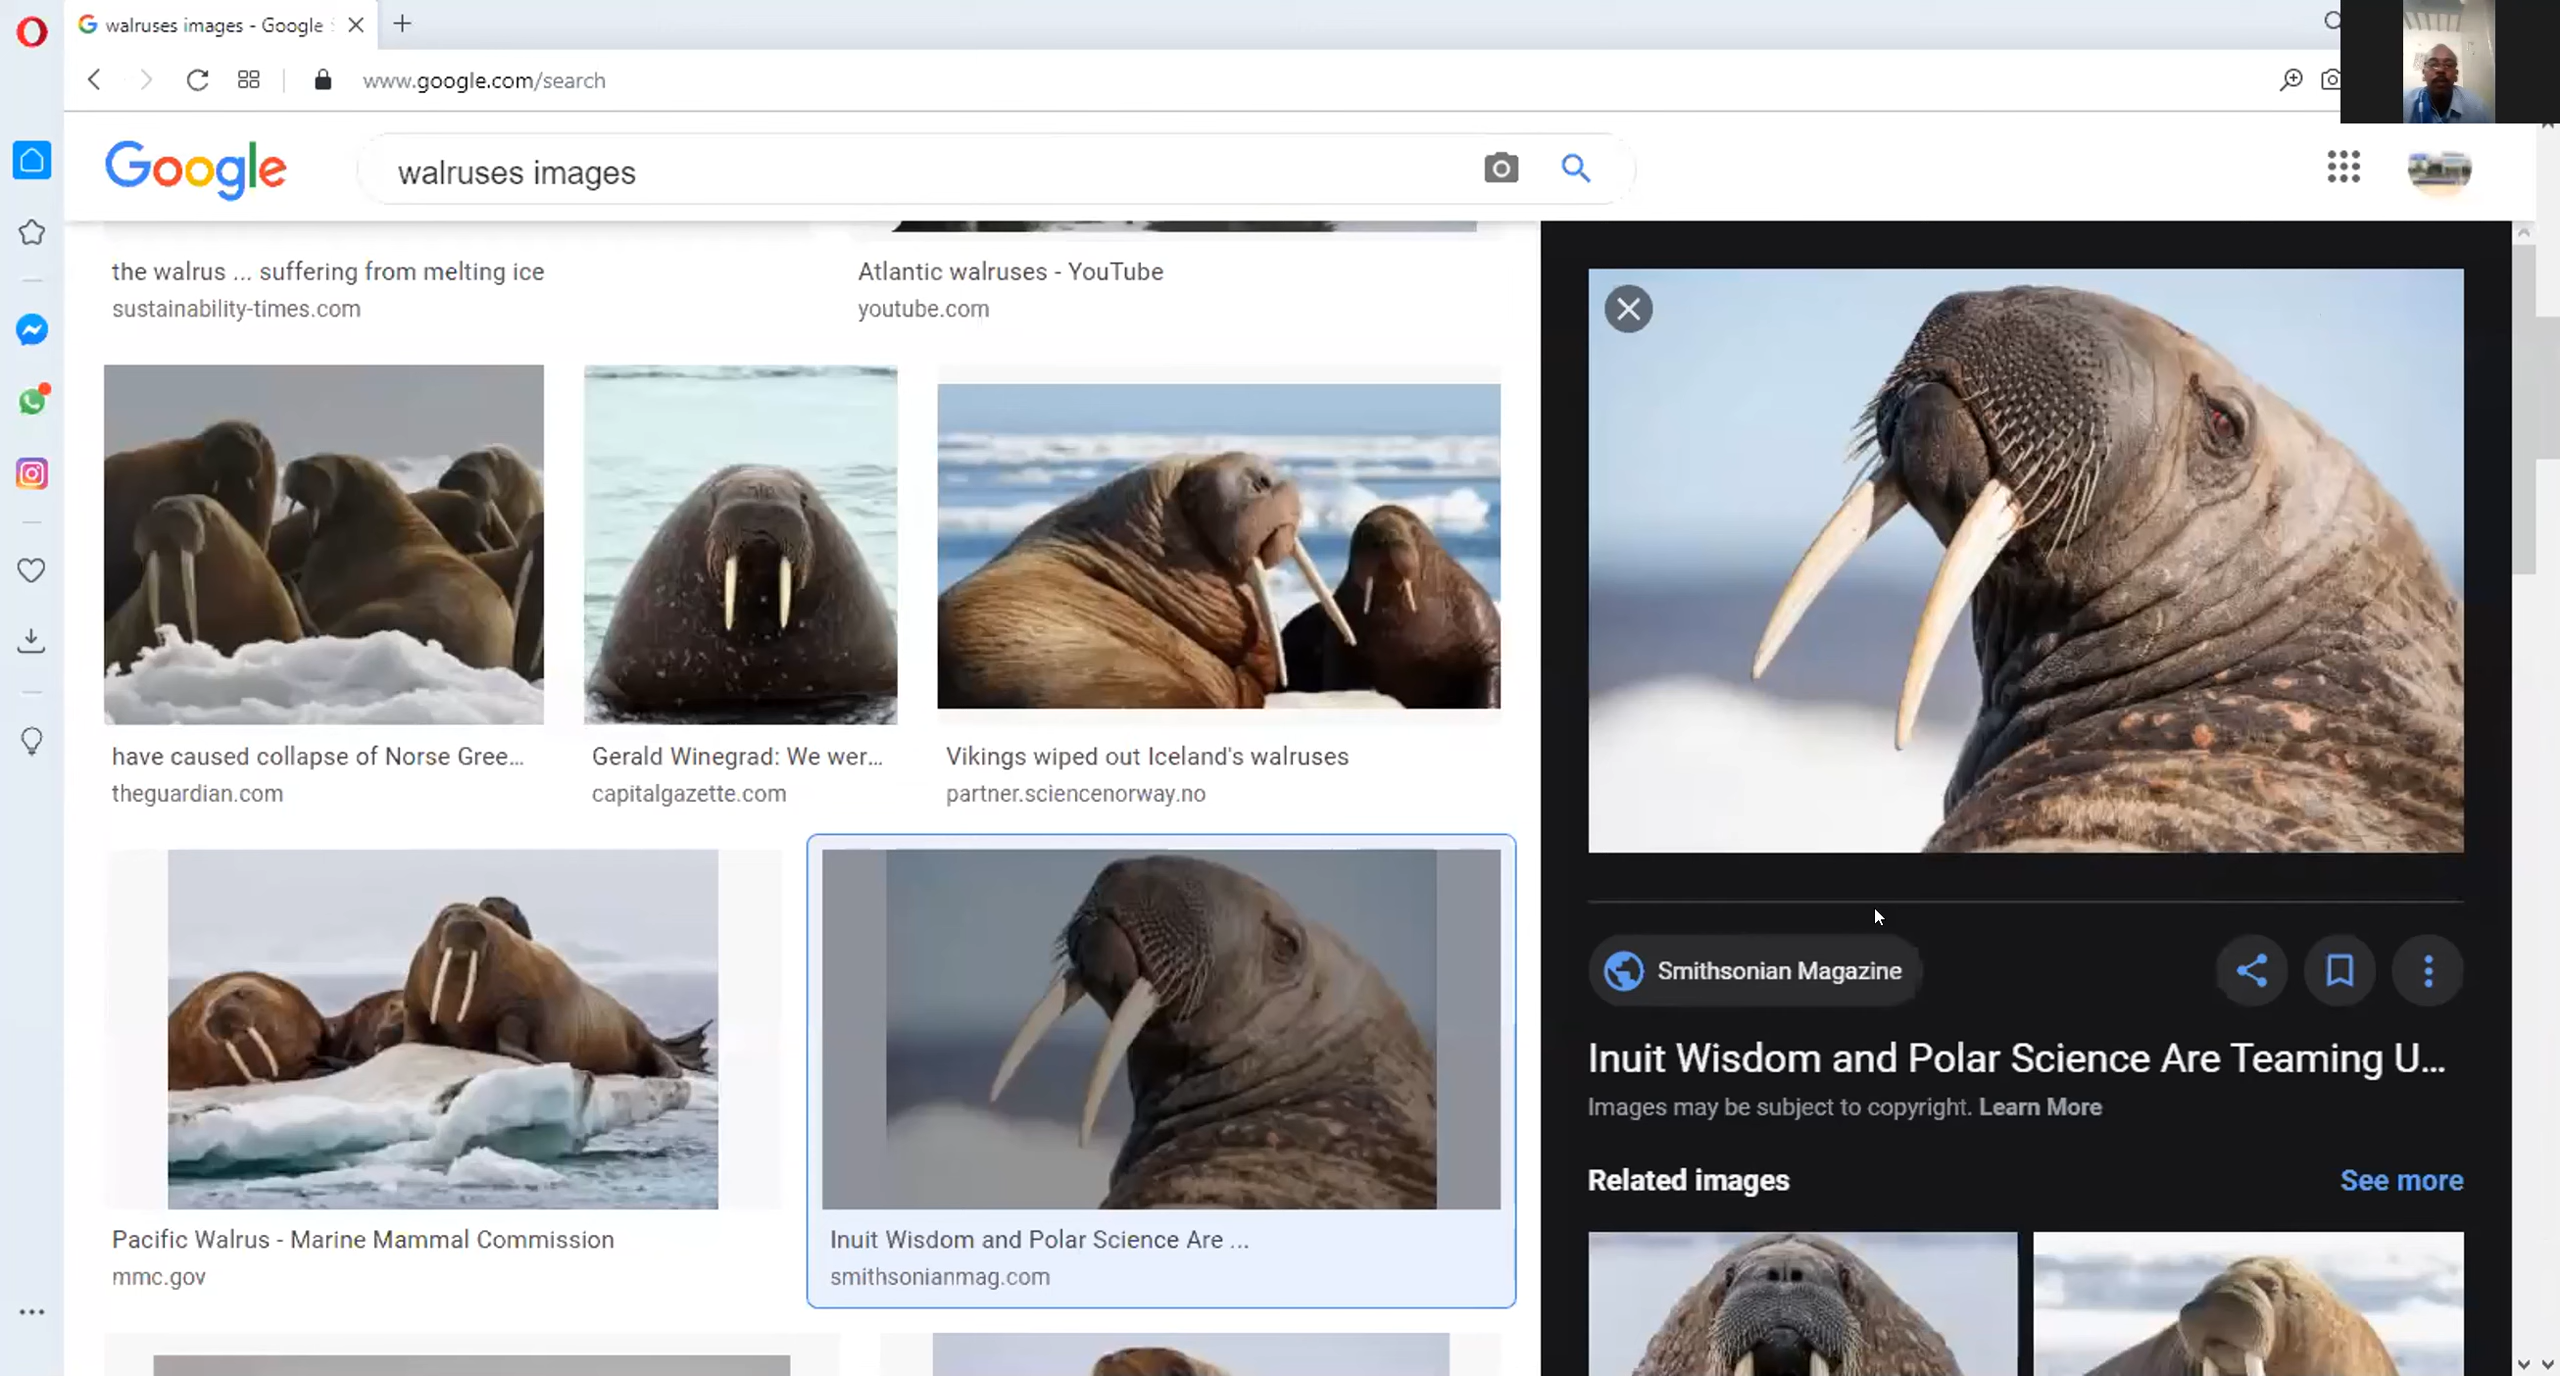 walruses images - Google
www.google.com/search
Google
walruses images
the walrus ... suffering from melting ice
sustainability-times.com
Atlantic walruses - YouTube
youtube.com
have caused collapse of Norse Gree...
theguardian.com
Gerald Winegrad: We wer...
capitalgazette.com
Vikings wiped out Iceland's walruses
partner.sciencenorway.no
Pacific Walrus - Marine Mammal Commission
mmc.gov
Inuit Wisdom and Polar Science Are ...
smithsonianmag.com
Smithsonian Magazine
Inuit Wisdom and Polar Science Are Teaming U...
Images may be subject to copyright. Learn More
Related images
See more